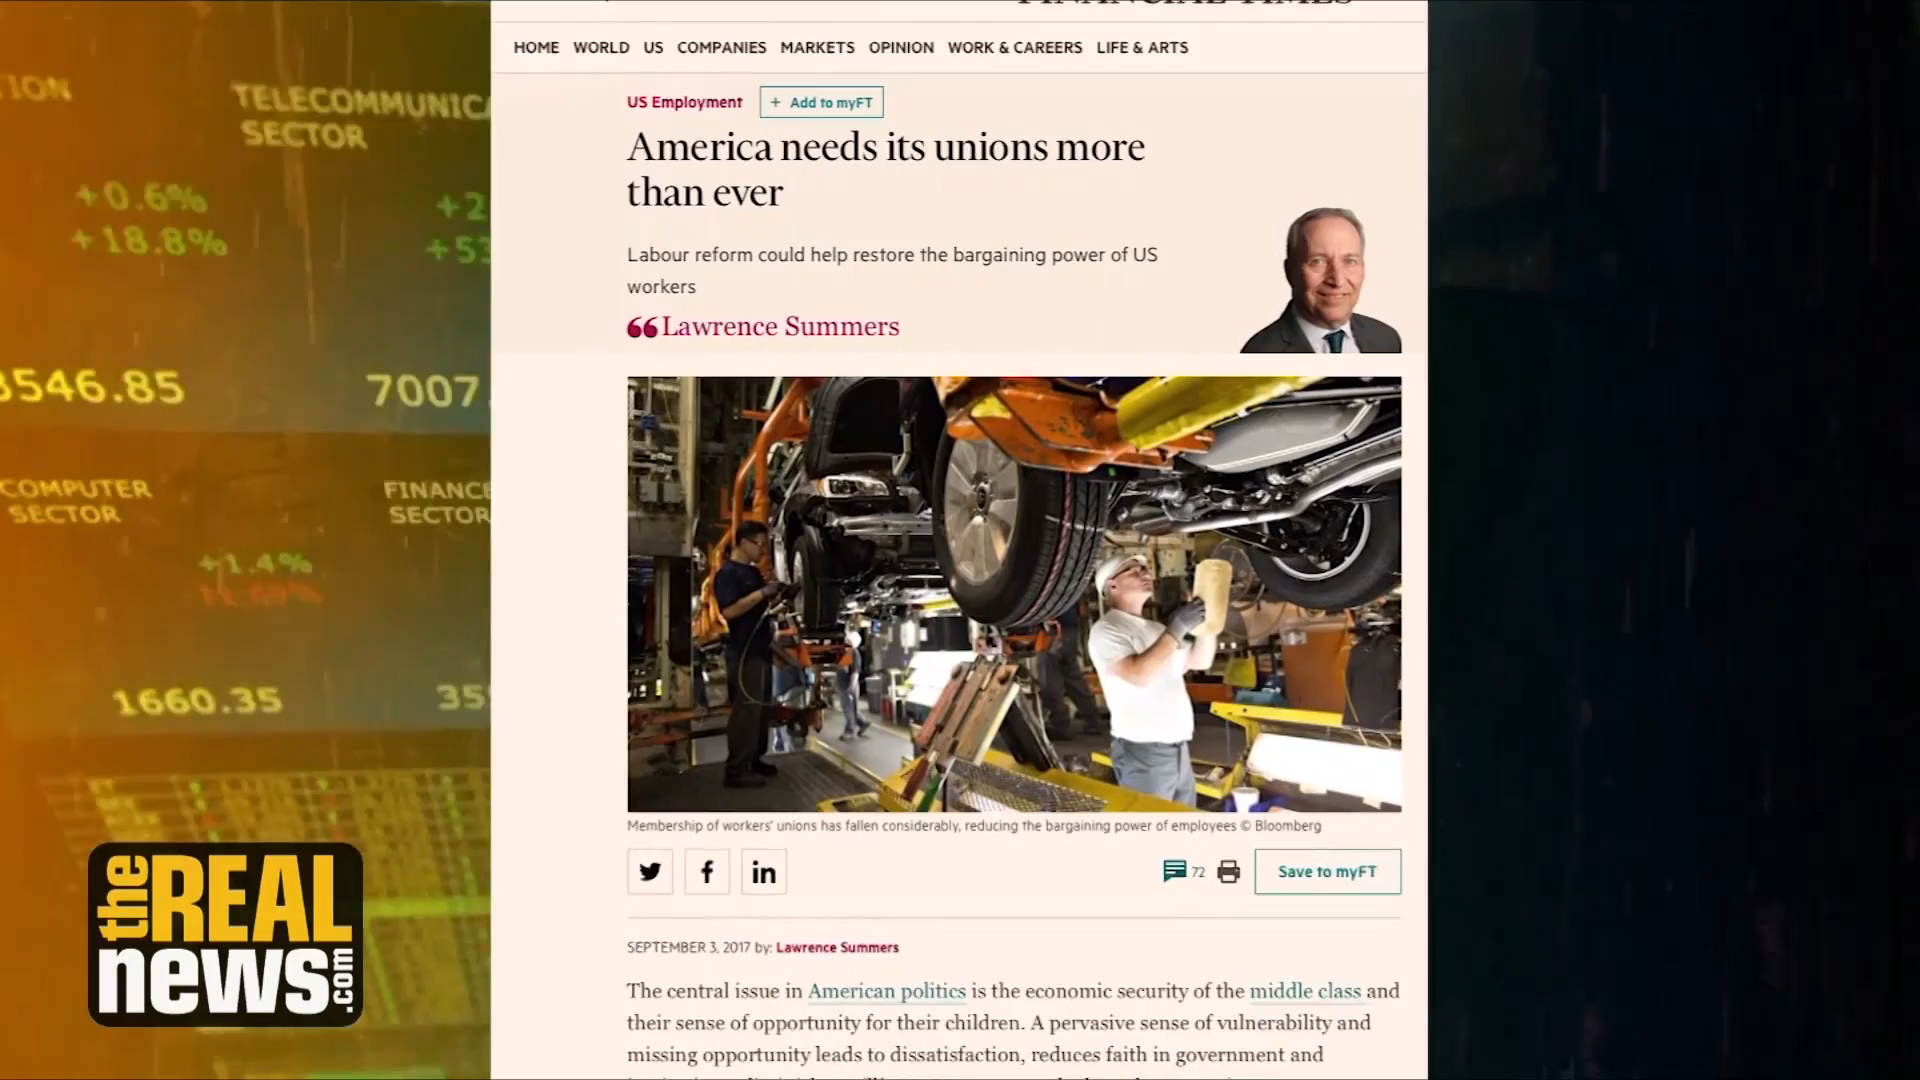 FINANCIAL TIMES
HOME WORLD US COMPANIES MARKETS OPINION WORK & CAREERS LIFE & ARTS
US Employment + Add to myFT
America needs its unions more
than ever
Labour reform could help restore the bargaining power of US
workers
Lawrence Summers
Membership of workers' unions has fallen considerably, reducing the bargaining power of employees © Bloomberg
72 Save to myFT
SEPTEMBER 3, 2017 by: Lawrence Summers
The central issue in American politics is the economic security of the middle class and
their sense of opportunity for their children. A pervasive sense of vulnerability and
missing opportunity leads to dissatisfaction, reduces faith in government and
TELECOMMUNICA
SECTOR
+0.6%
+18.8%
+2
+53
3546.85
7007.
COMPUTER
SECTOR
FINANCE
SECTOR
+1.4%
1660.35
35
the REAL
news.com